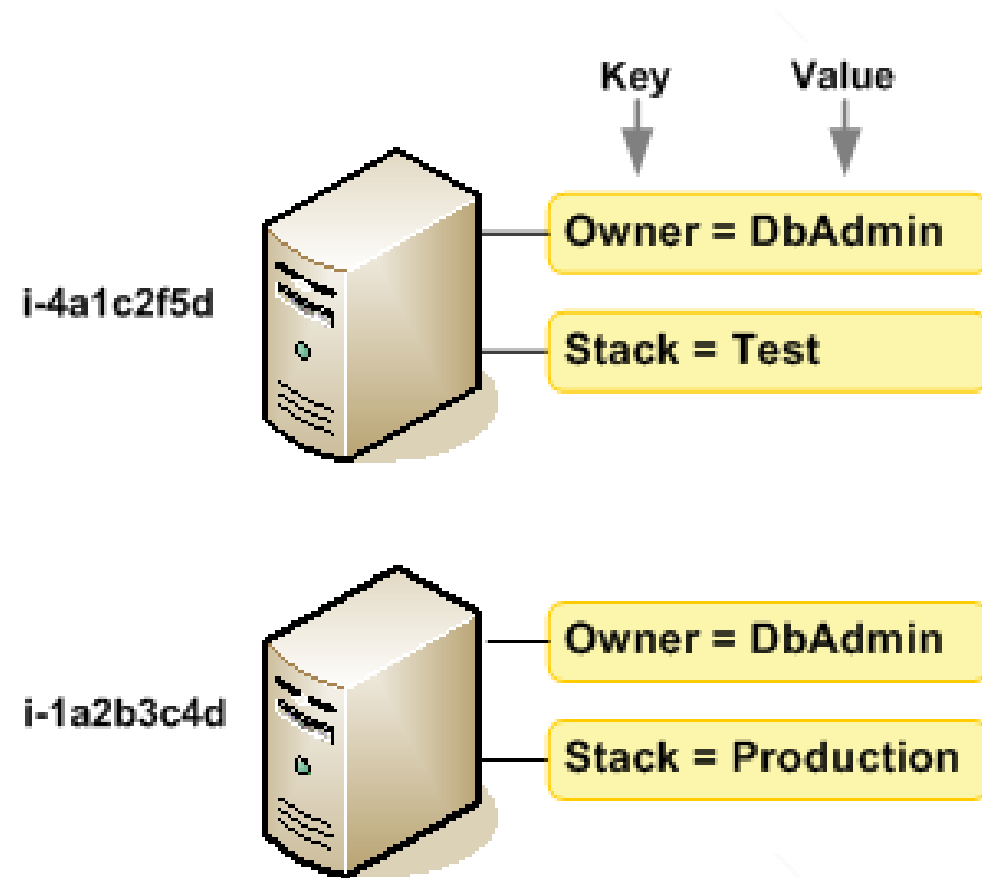 Key Value
Owner = DbAdmin
i-4a1c2f5d
Stack = Test
Owner = DbAdmin
i-1a2b3c4d
Stack = Production